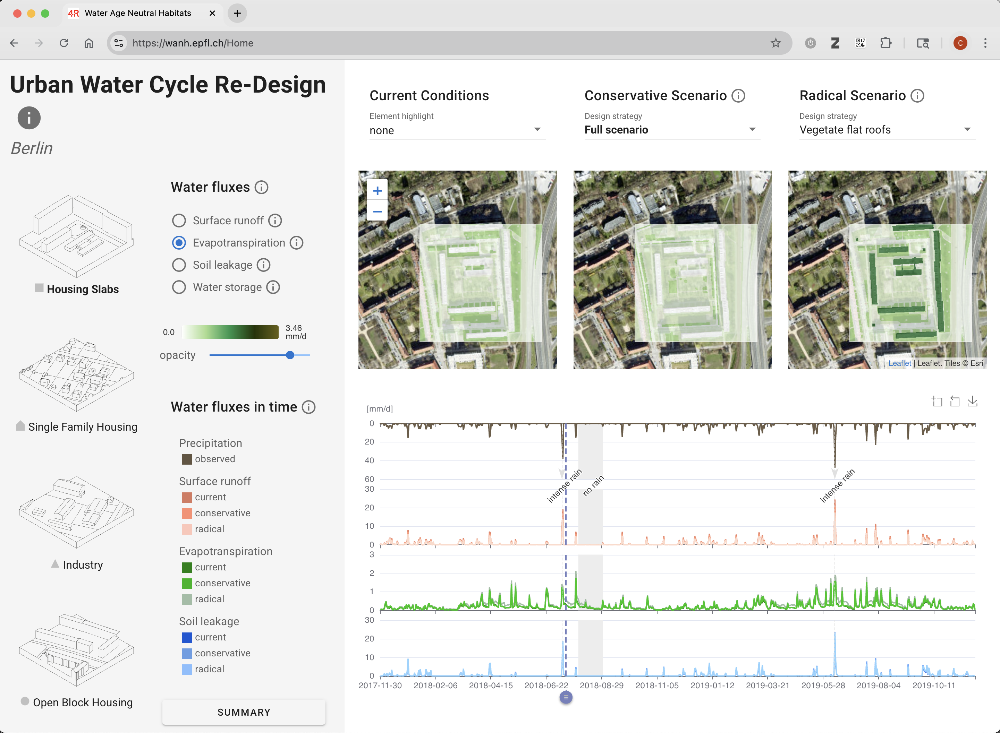 4R Water Age Neutral Habitats
https://wanh.epfl.ch/Home
C
Urban Water Cycle Re-Design
Berlin
Housing Slabs
Single Family Housing
Industry
Open Block Housing
Water fluxes
Surface runoff
Evapotranspiration
Soil leakage
Water storage
0.0
3.46
mm/d
opacity
Water fluxes in time
Precipitation
observed
Surface runoff
current
conservative
radical
Evapotranspiration
current
conservative
radical
Soil leakage
current
conservative
radical
SUMMARY
Current Conditions
Element highlight
none
Conservative Scenario
Design strategy
Full scenario
Radical Scenario
Design strategy
Vegetate flat roofs
+
−
Leaflet | Leaflet. Tiles © Esri
[mm/d]
0
20
40
60
intense rain
no rain
intense rain
30
20
10
0
3
2
1
0
30
20
10
0
2017-11-30 2018-02-06 2018-04-15 2018-06-22 2018-08-29 2018-11-05 2019-01-12 2019-03-21 2019-05-28 2019-08-04 2019-10-11